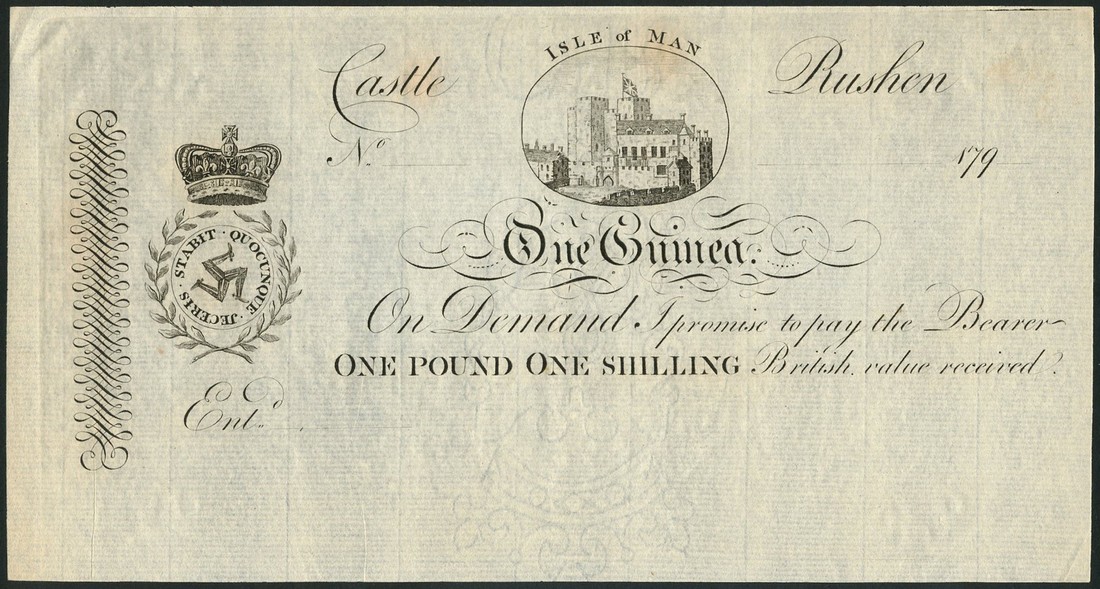 ISLE of MAN
Castle Rushen
No. 179
STABIT · QUOCUNQUE · JECERIS ·
One Guinea.
On Demand I promise to pay the Bearer
ONE POUND ONE SHILLING British, value received.
Entd.